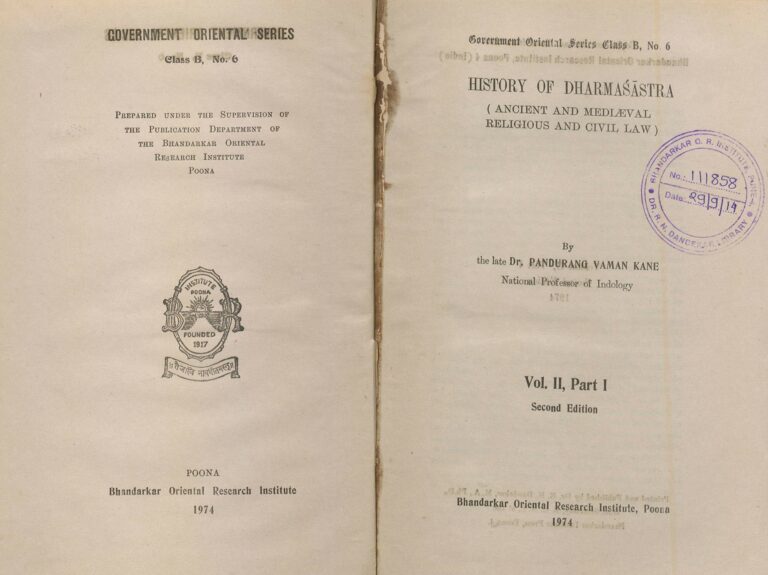 GOVERNMENT ORIENTAL SERIES
Class B, No. 6
PREPARED UNDER THE SUPERVISION OF
THE PUBLICATION DEPARTMENT OF
THE BHANDARKAR ORIENTAL
RESEARCH INSTITUTE
POONA
INSTITUTE
POONA
FOUNDED
1917
POONA
Bhandarkar Oriental Research Institute
1974
Government Oriental Series Class B, No. 6
HISTORY OF DHARMAŚĀSTRA
( ANCIENT AND MEDIÆVAL
RELIGIOUS AND CIVIL LAW )
BHANDARKAR O. R. INSTITUTE,
No.: 111858
Date
DR. R. N. DANDEKAR LIBRARY
By
the late Dr. PANDURANG VAMAN KANE
National Professor of Indology
Vol. II, Part I
Second Edition
Bhandarkar Oriental Research Institute, Poona
1974